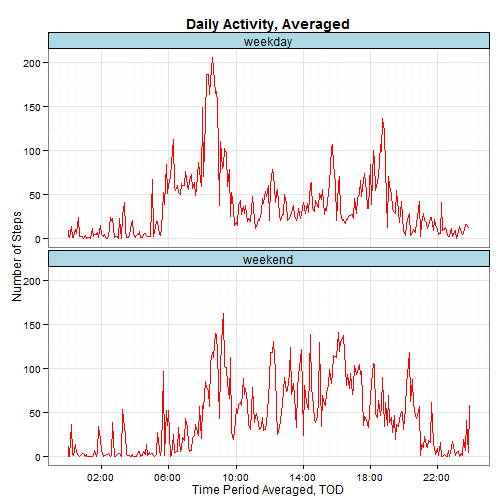 Daily Activity, Averaged
weekday
200
150
100
50
0
Number of Steps
weekend
200
150
100
50
0
02:00 06:00 10:00 14:00 18:00 22:00
Time Period Averaged, TOD